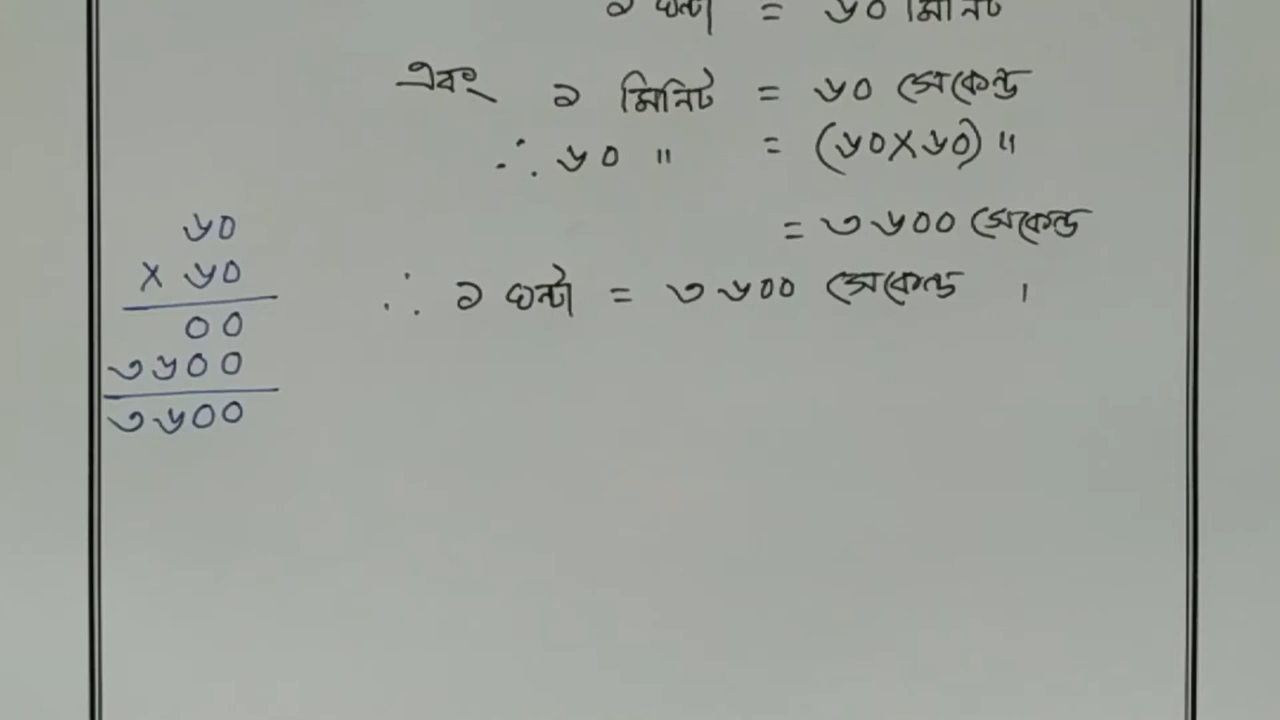 ১ ঘন্টা = ৬০ মিনিট
এবং ১ মিনিট = ৬০ সেকেন্ড
∴ ৬০ " = (৬০×৬০) "
= ৩৬০০ সেকেন্ড
∴ ১ ঘন্টা = ৩৬০০ সেকেন্ড ।
৬০
× ৬০
০০
৩৬০০
৩৬০০